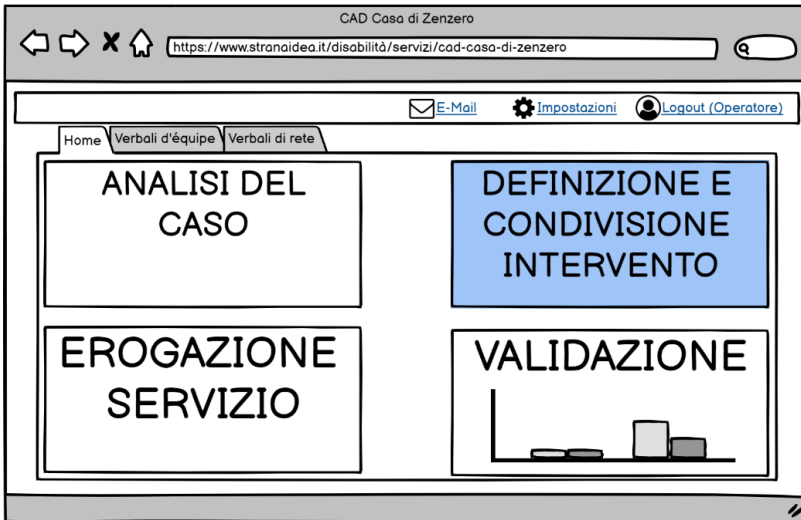 CAD Casa di Zenzero
https://www.stranaidea.it/disabilità/servizi/cad-casa-di-zenzero
E-Mail Impostazioni Logout (Operatore)
Home Verbali d'équipe Verbali di rete
ANALISI DEL
CASO
DEFINIZIONE E
CONDIVISIONE
INTERVENTO
EROGAZIONE
SERVIZIO
VALIDAZIONE